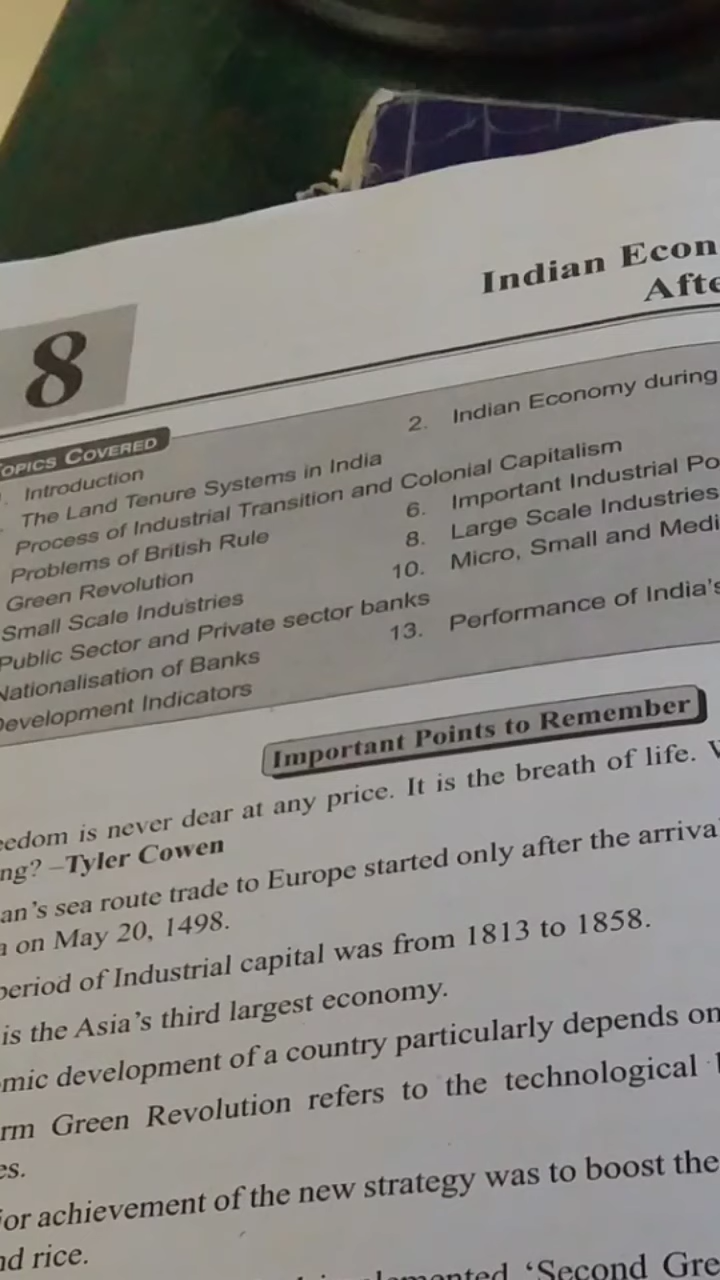 Indian Econ
Afte
8
OPICS COVERED
Introduction
2. Indian Economy during
The Land Tenure Systems in India
Process of Industrial Transition and Colonial Capitalism
Problems of British Rule
6. Important Industrial Po
Green Revolution
8. Large Scale Industries
Small Scale Industries
10. Micro, Small and Medi
Public Sector and Private sector banks
Nationalisation of Banks
13. Performance of India's
Development Indicators
Important Points to Remember
eedom is never dear at any price. It is the breath of life. W
ng? –Tyler Cowen
an's sea route trade to Europe started only after the arrival
a on May 20, 1498.
period of Industrial capital was from 1813 to 1858.
is the Asia's third largest economy.
mic development of a country particularly depends on
rm Green Revolution refers to the technological
es.
jor achievement of the new strategy was to boost the
nd rice.
emented 'Second Gre